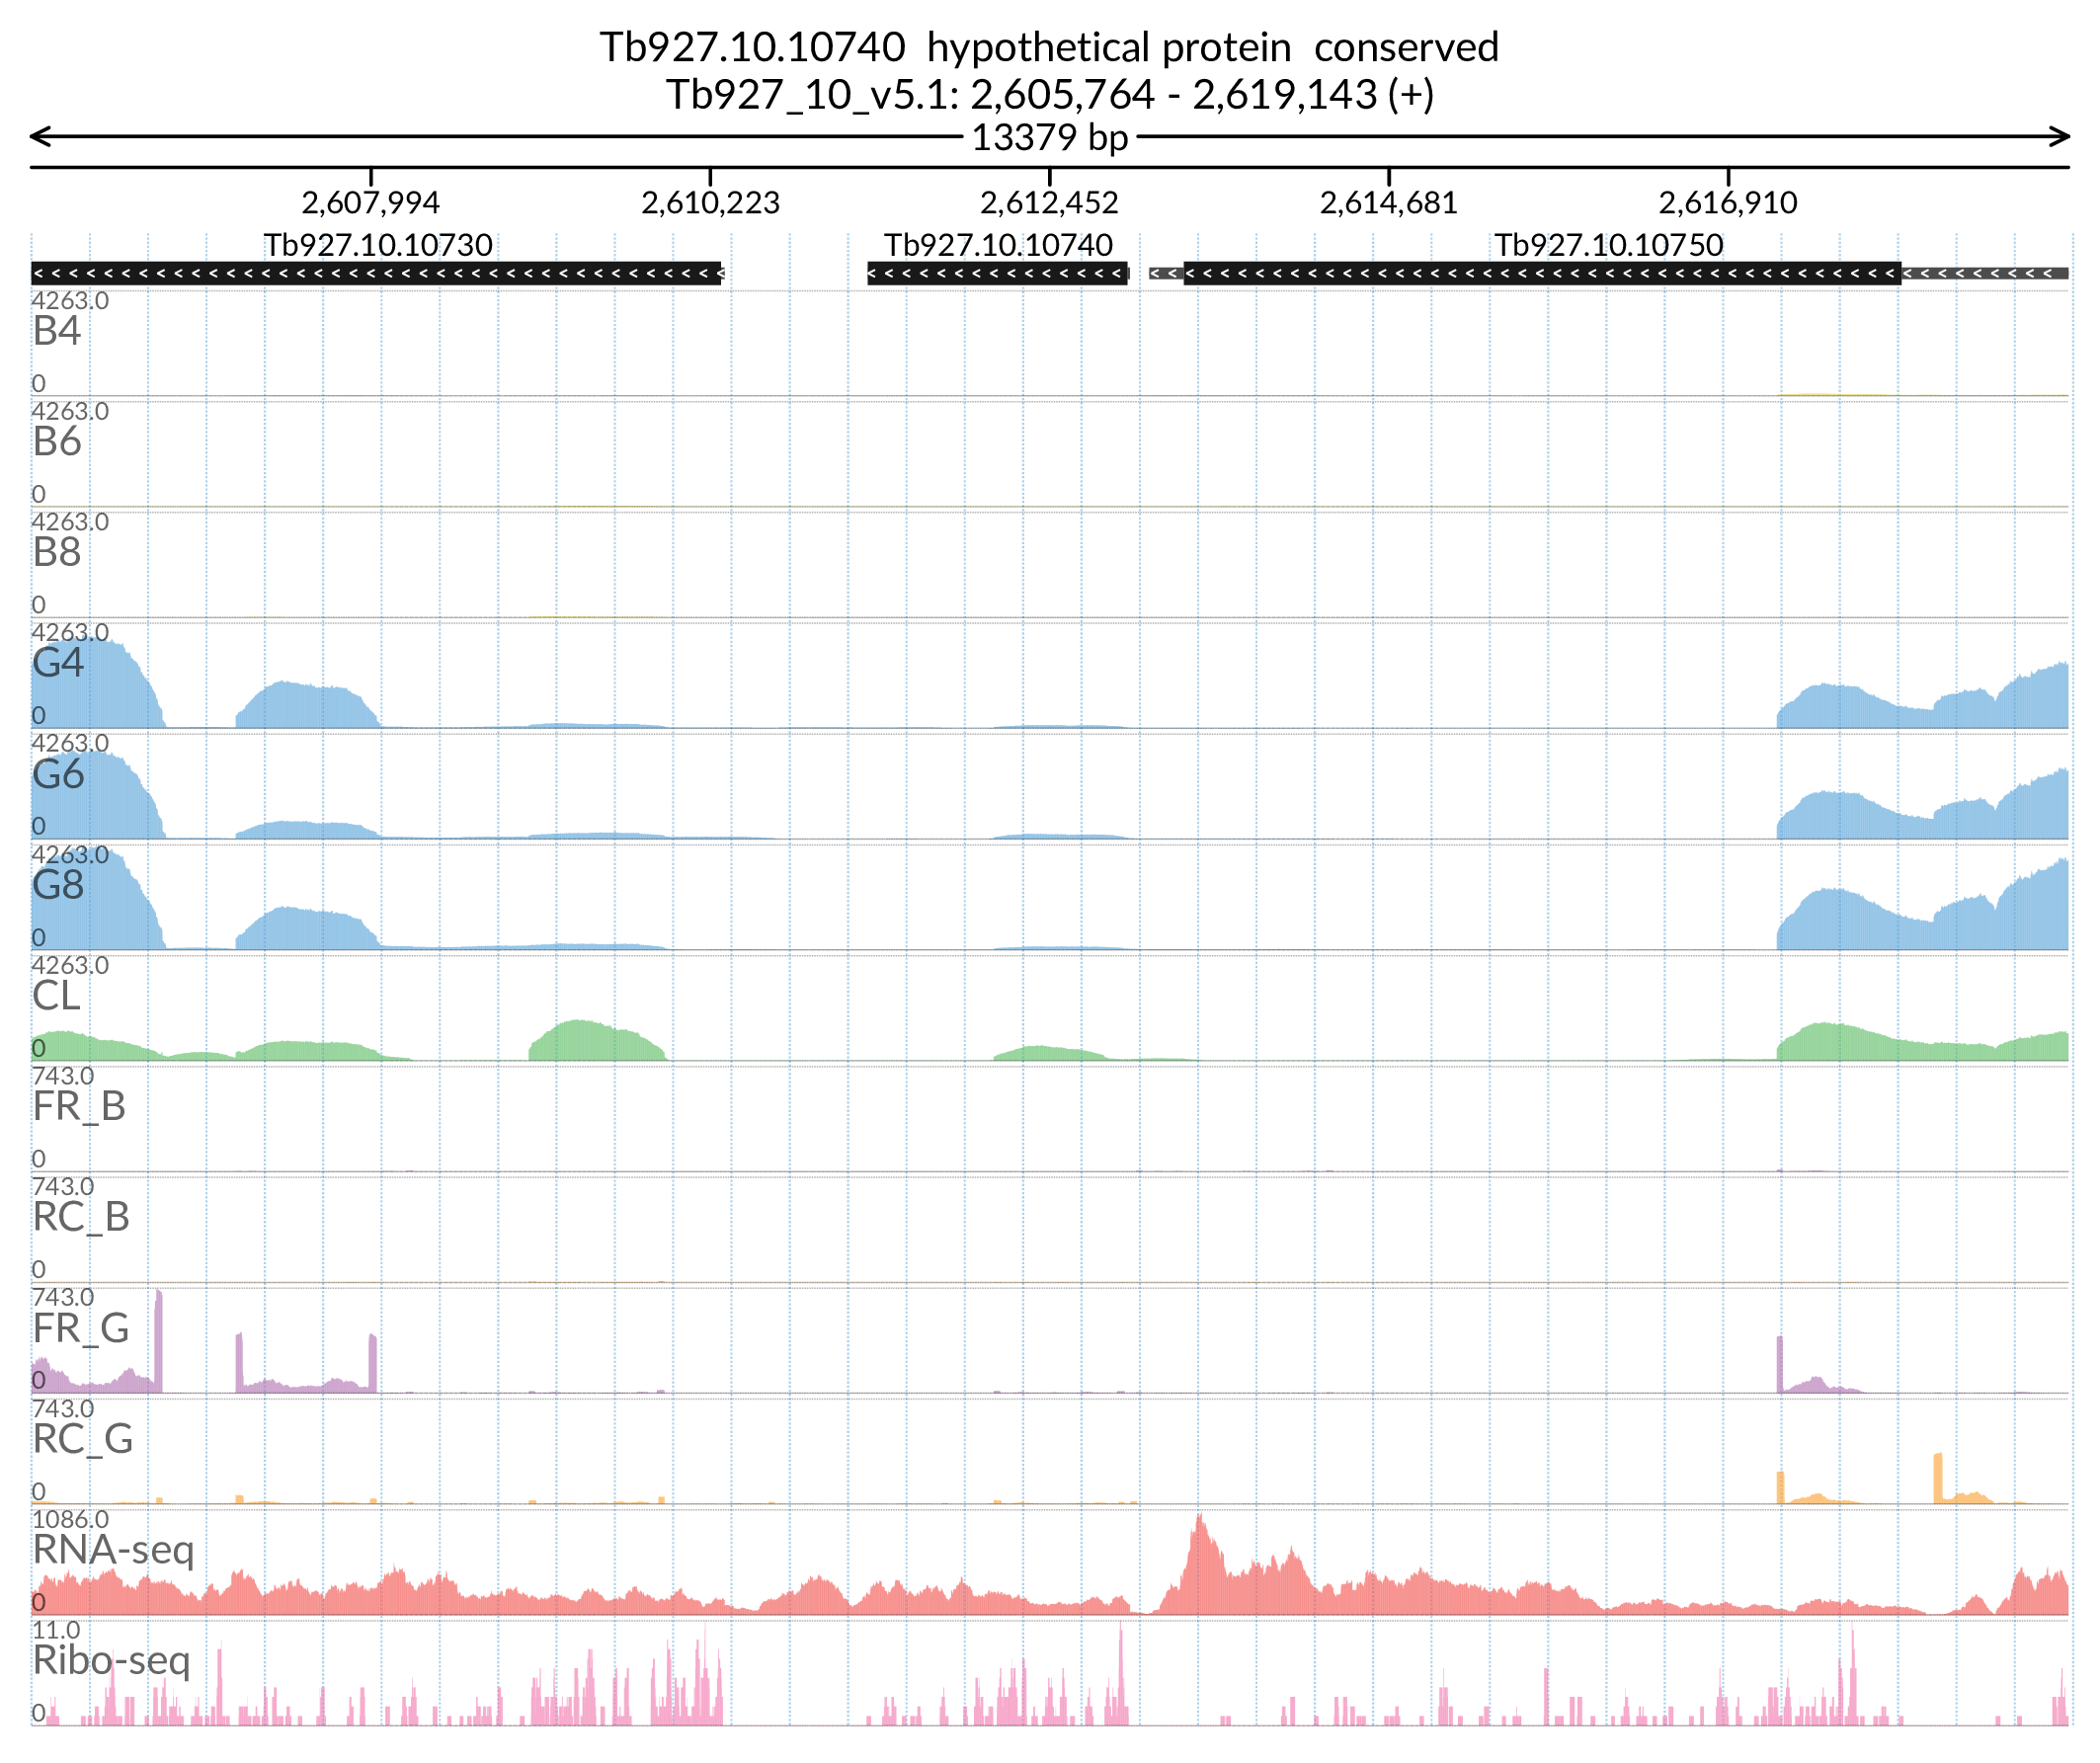 Tb927.10.10740 hypothetical protein conserved
Tb927_10_v5.1: 2,605,764 - 2,619,143 (+)
13379 bp
2,607,994 2,610,223 2,612,452 2,614,681 2,616,910
Tb927.10.10730 Tb927.10.10740 Tb927.10.10750
4263.0
B4
0
4263.0
B6
0
4263.0
B8
0
4263.0
G4
0
4263.0
G6
0
4263.0
G8
0
4263.0
CL
0
743.0
FR_B
0
743.0
RC_B
0
743.0
FR_G
0
743.0
RC_G
0
1086.0
RNA-seq
0
11.0
Ribo-seq
0